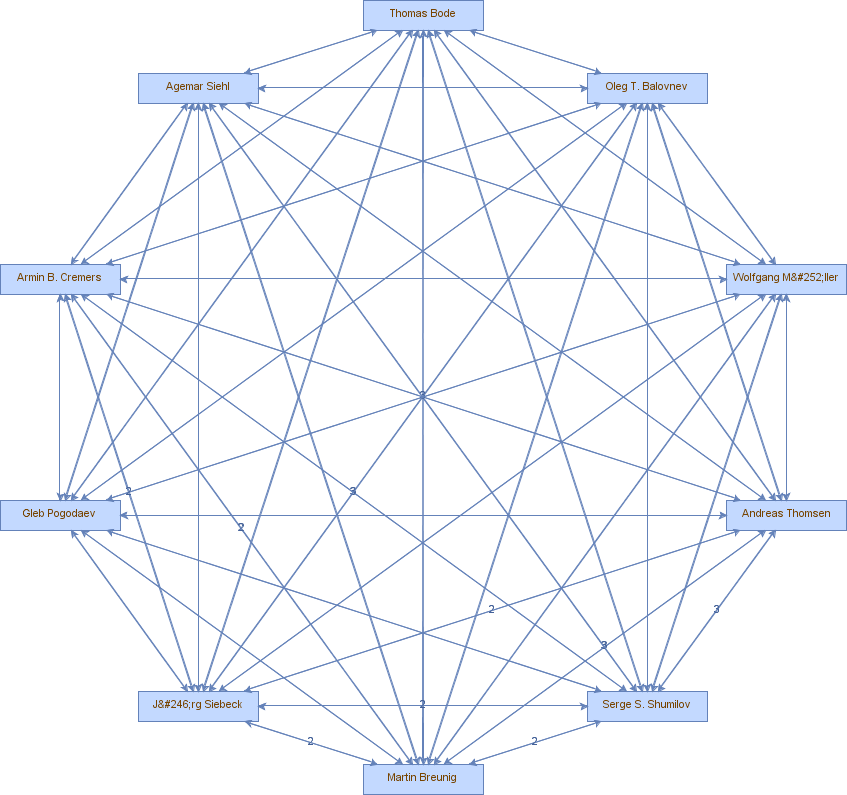 Thomas Bode
Agemar Siehl
Oleg T. Balovnev
Armin B. Cremers
Wolfgang M&#252;ller
2
3
2
Gleb Pogodaev
Andreas Thomsen
2
2
3
3
J&#246;rg Siebeck
2
Serge S. Shumilov
2
2
Martin Breunig